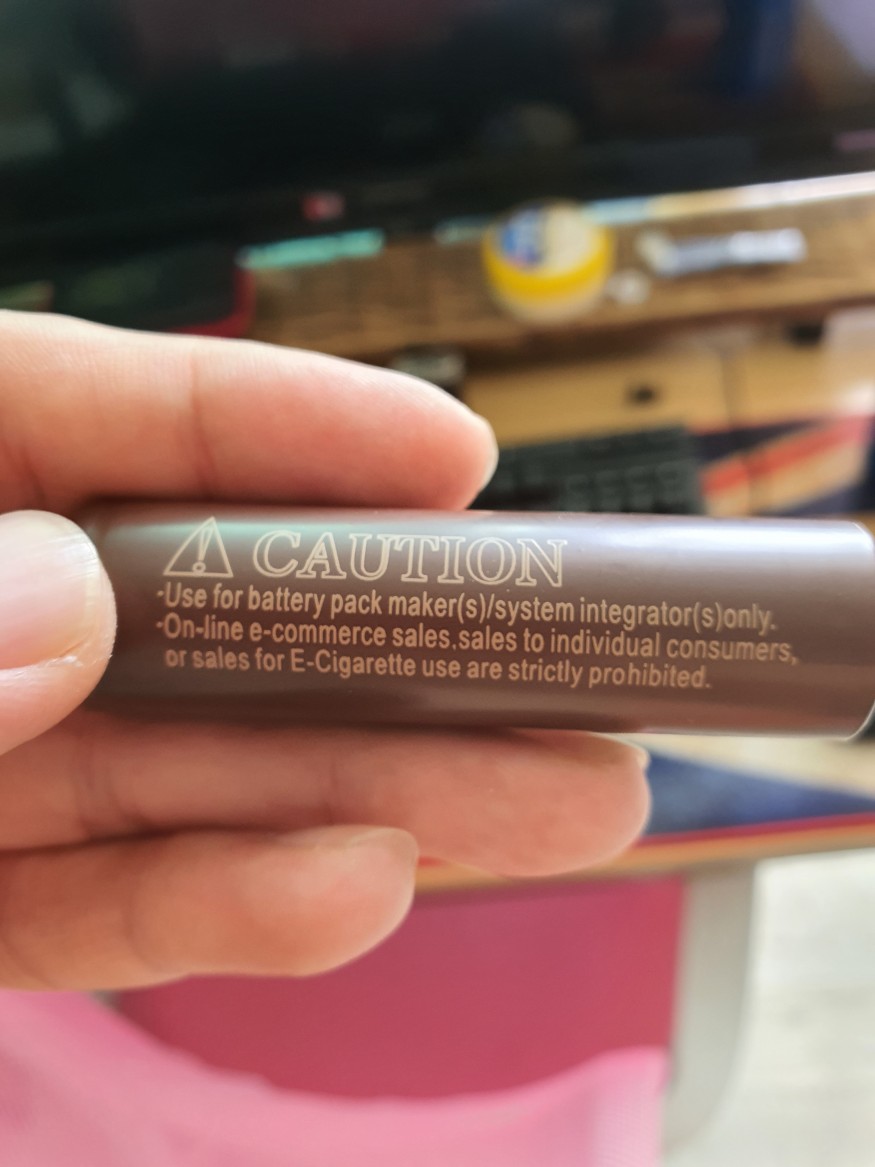 CAUTION
-Use for battery pack maker(s)/system integrator(s)only.
-On-line e-commerce sales,sales to individual consumers,
or sales for E-Cigarette use are strictly prohibited.